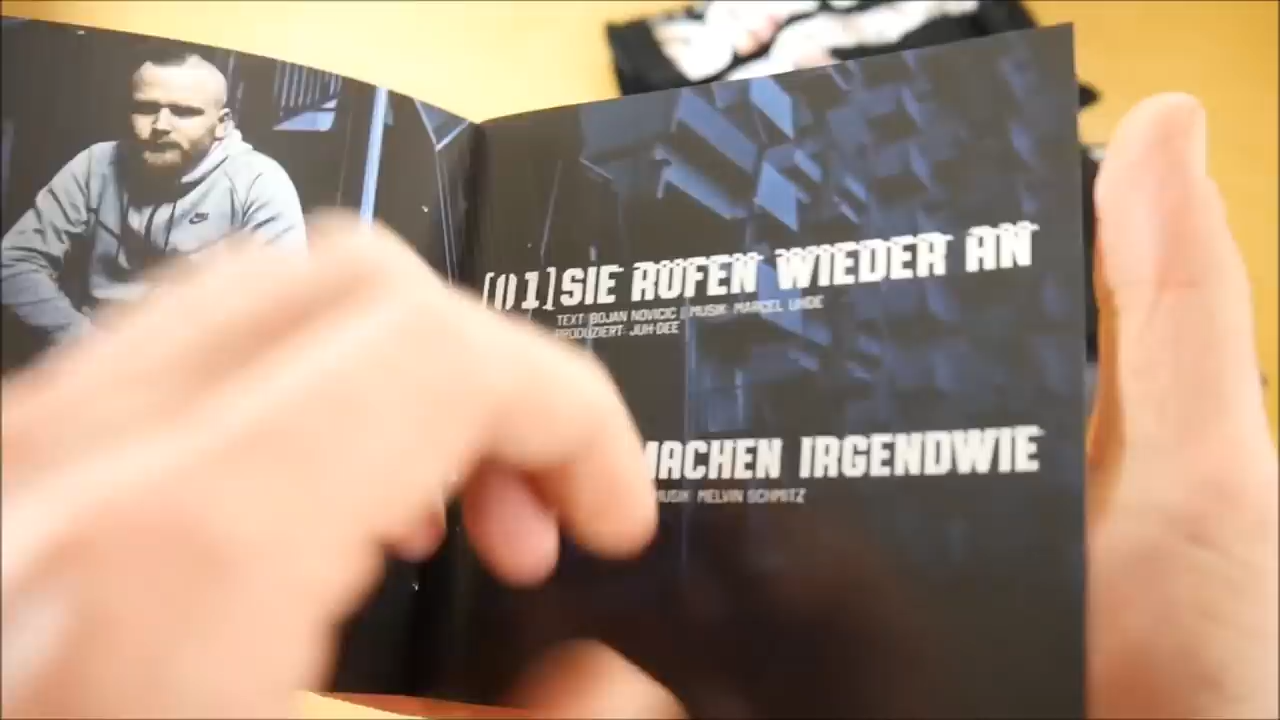 [01] SIE RUFEN WIEDER AN
TEXT: BOJAN NOVICIC | MUSIK: MARCEL UHDE
PRODUZIERT: JUH-DEE
MACHEN IRGENDWIE
MUSIK: MELVIN SCHMITZ